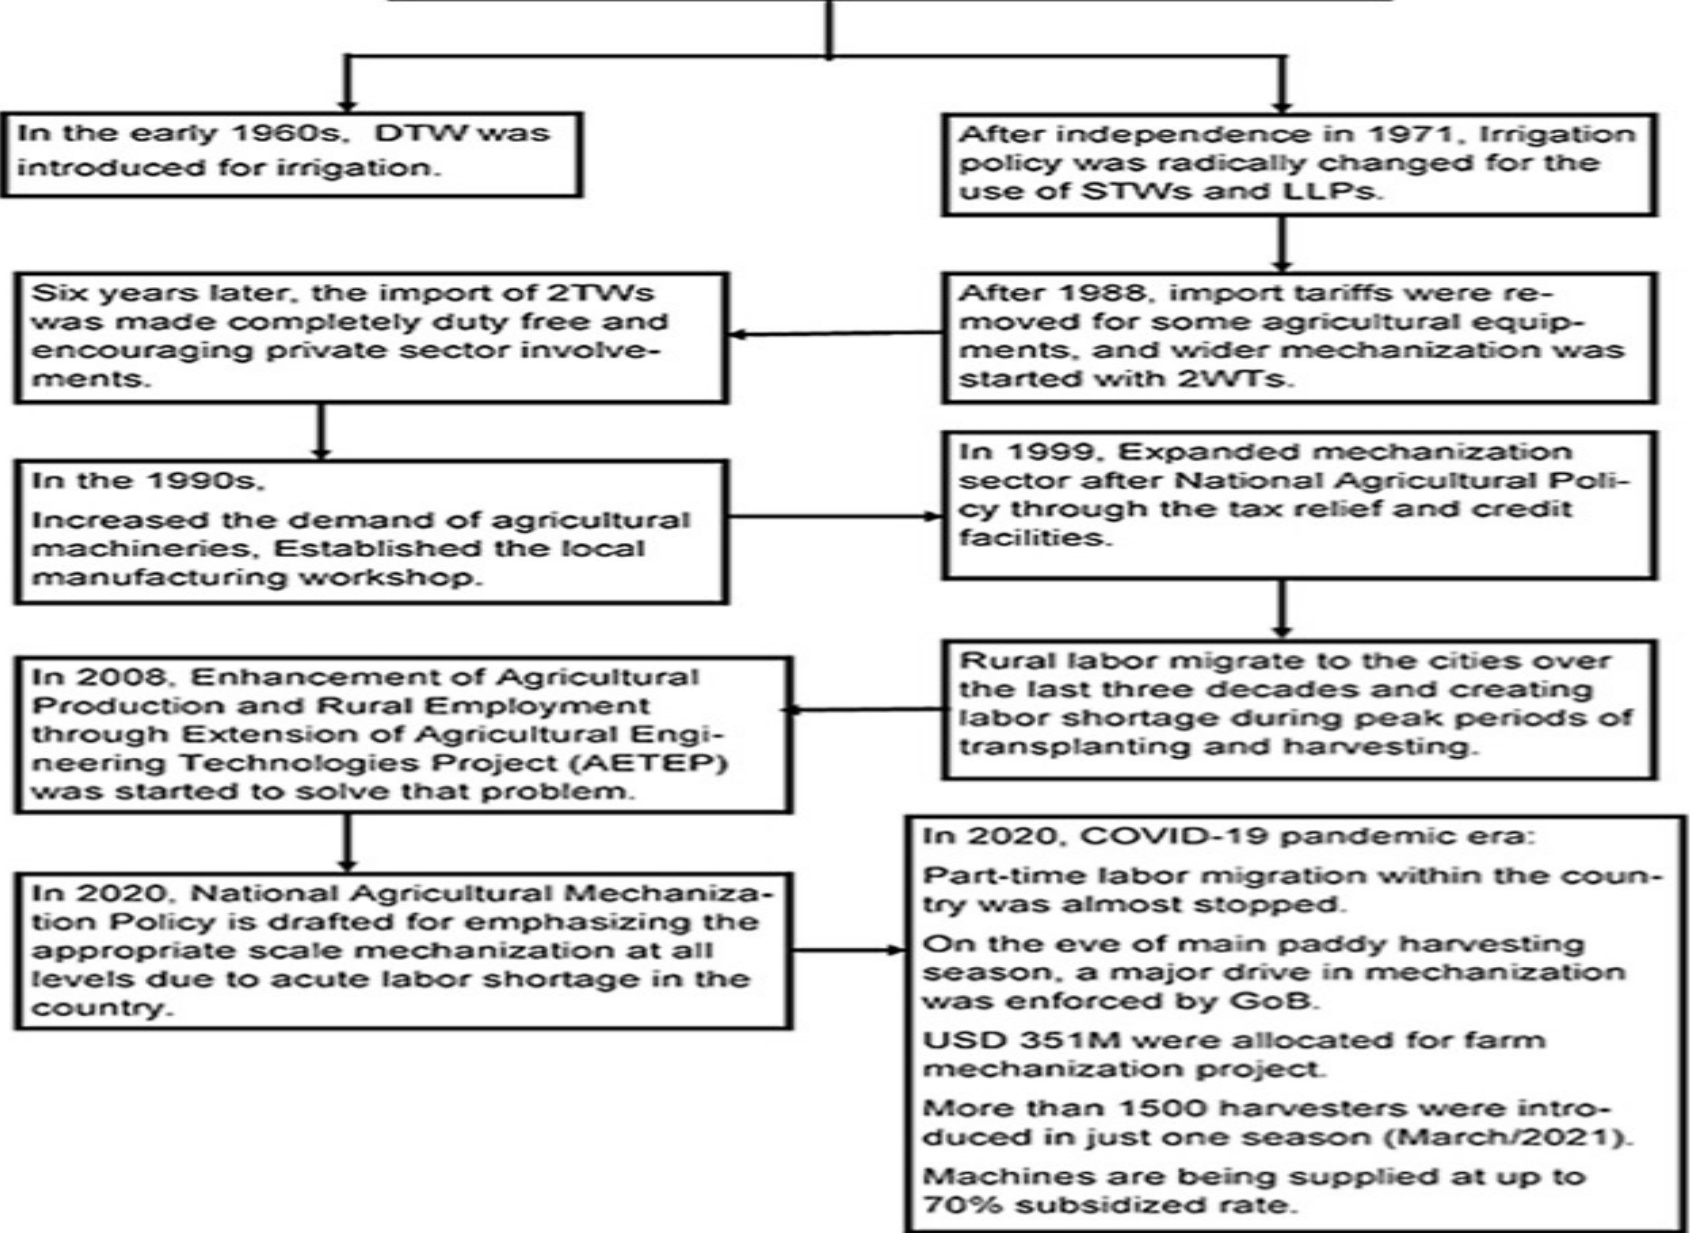 In the early 1960s, DTW was
introduced for irrigation.
After independence in 1971, Irrigation
policy was radically changed for the
use of STWs and LLPs.
After 1988, import tariffs were re-
moved for some agricultural equip-
ments, and wider mechanization was
started with 2WTs.
Six years later, the import of 2TWs
was made completely duty free and
encouraging private sector involve-
ments.
In the 1990s,
Increased the demand of agricultural
machineries, Established the local
manufacturing workshop.
In 1999, Expanded mechanization
sector after National Agricultural Poli-
cy through the tax relief and credit
facilities.
Rural labor migrate to the cities over
the last three decades and creating
labor shortage during peak periods of
transplanting and harvesting.
In 2008, Enhancement of Agricultural
Production and Rural Employment
through Extension of Agricultural Engi-
neering Technologies Project (AETEP)
was started to solve that problem.
In 2020, National Agricultural Mechaniza-
tion Policy is drafted for emphasizing the
appropriate scale mechanization at all
levels due to acute labor shortage in the
country.
In 2020, COVID-19 pandemic era:
Part-time labor migration within the coun-
try was almost stopped.
On the eve of main paddy harvesting
season, a major drive in mechanization
was enforced by GoB.
USD 351M were allocated for farm
mechanization project.
More than 1500 harvesters were intro-
duced in just one season (March/2021).
Machines are being supplied at up to
70% subsidized rate.